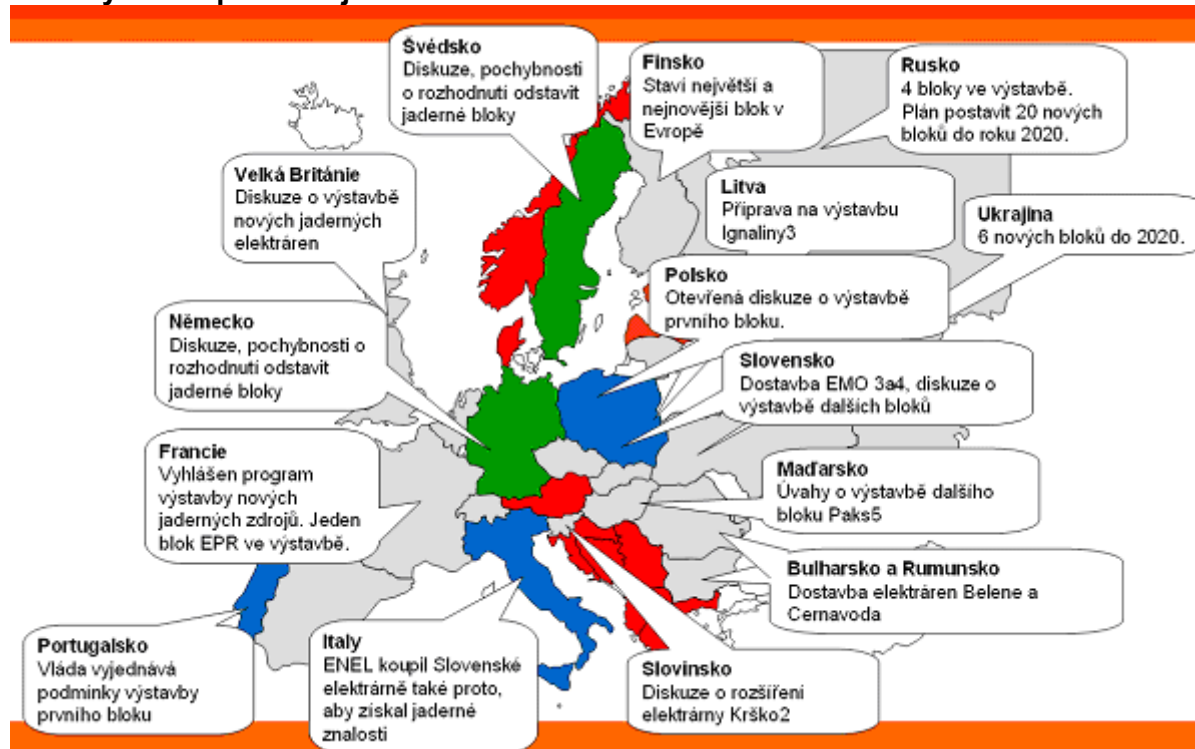 Švédsko
Diskuze, pochybnosti
o rozhodnutí odstavit
jaderné bloky
Finsko
Staví největší a
nejnovější blok v
Evropě
Rusko
4 bloky ve výstavbě.
Plán postavit 20 nových
bloků do roku 2020.
Velká Británie
Diskuze o výstavbě
nových jaderných
elektráren
Litva
Příprava na výstavbu
Ignaliny3
Ukrajina
6 nových bloků do 2020.
Polsko
Otevřená diskuze o výstavbě
prvního bloku.
Německo
Diskuze, pochybnosti o
rozhodnutí odstavit
jaderné bloky
Slovensko
Dostavba EMO 3a4, diskuze o
výstavbě dalších bloků
Francie
Vyhlášen program
výstavby nových
jaderných zdrojů. Jeden
blok EPR ve výstavbě.
Maďarsko
Úvahy o výstavbě dalšího
bloku Paks5
Bulharsko a Rumunsko
Dostavba elektráren Belene a
Cernavoda
Portugalsko
Vláda vyjednává
podmínky výstavby
prvního bloku
Italy
ENEL koupil Slovenské
elektrárně také proto,
aby získal jaderné
znalosti
Slovinsko
Diskuze o rozšíření
elektrárny Krško2